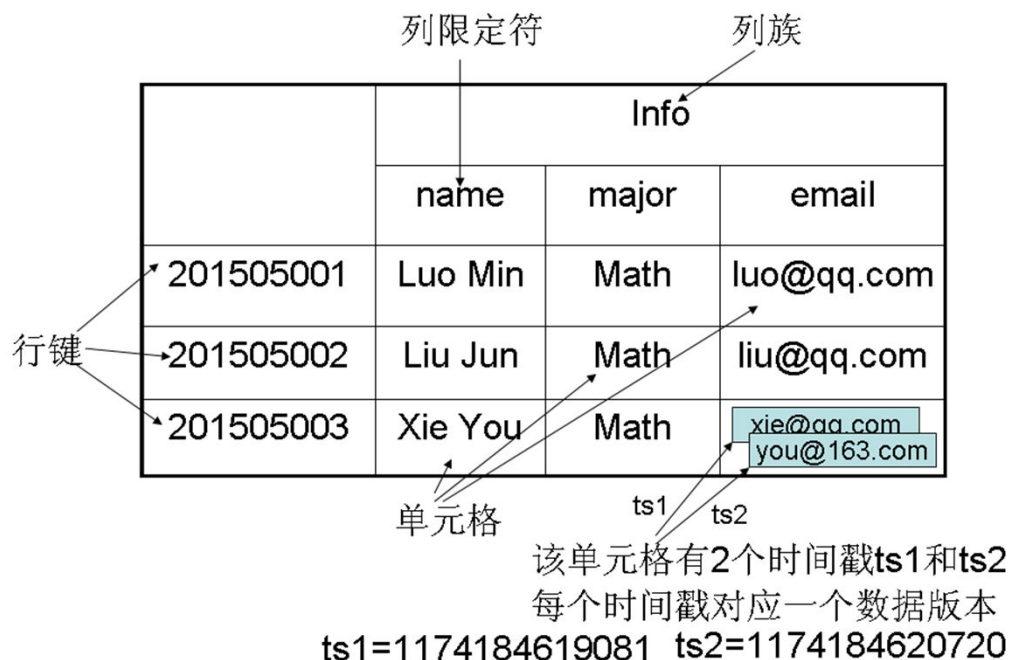 列限定符 列族
Info
name major email
201505001 Luo Min Math luo@qq.com
行键
201505002 Liu Jun Math liu@qq.com
201505003 Xie You Math xie@qq.com
you@163.com
单元格 ts1 ts2
该单元格有2个时间戳ts1和ts2
每个时间戳对应一个数据版本
ts1=1174184619081 ts2=1174184620720